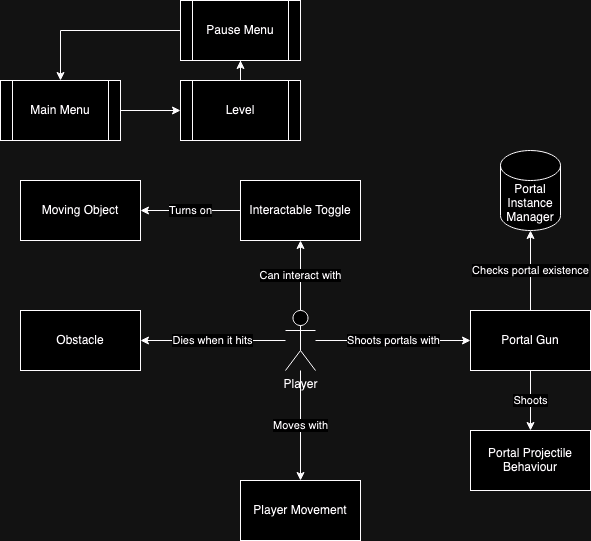 Pause Menu
Main Menu
Level
Portal
Instance
Manager
Moving Object
Turns on
Interactable Toggle
Can interact with
Checks portal existence
Obstacle
Dies when it hits
Shoots portals with
Portal Gun
Player
Shoots
Moves with
Portal Projectile
Behaviour
Player Movement